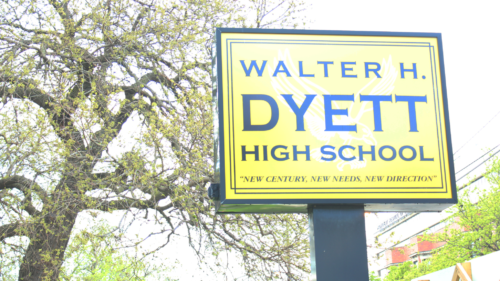 WALTER H.
DYETT
HIGH SCHOOL
"NEW CENTURY, NEW NEEDS, NEW DIRECTION"